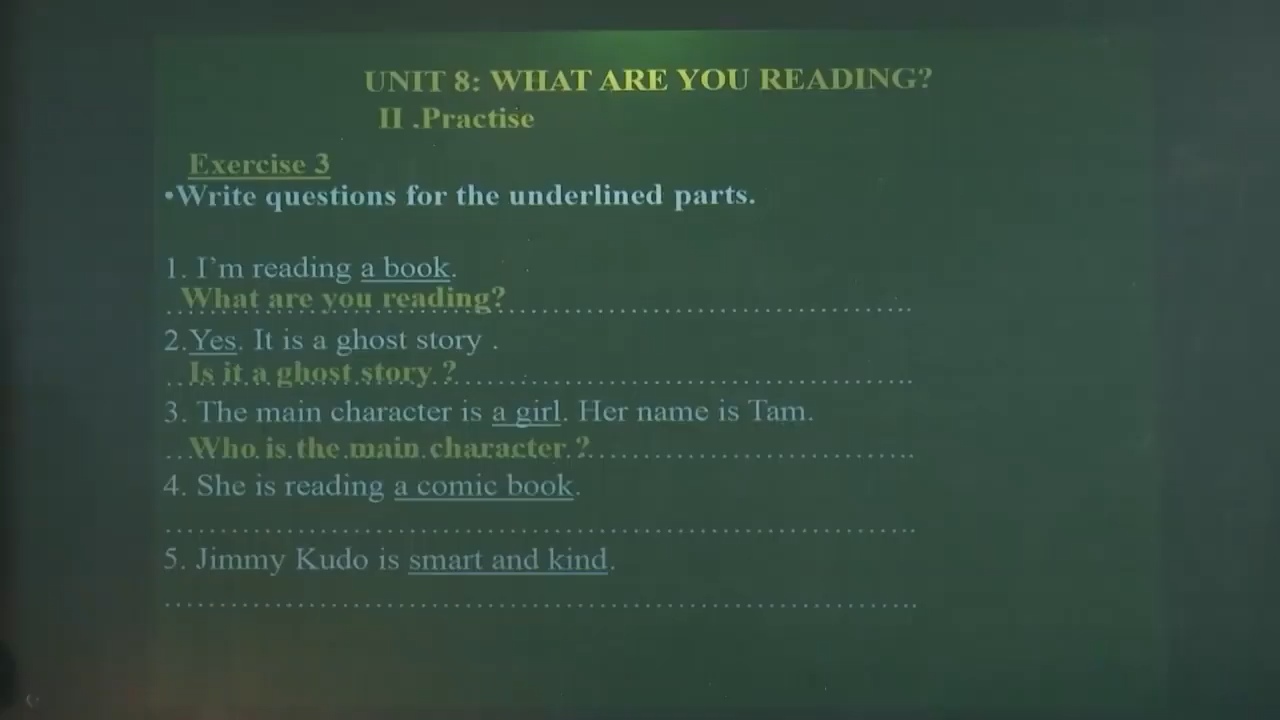 UNIT 8: WHAT ARE YOU READING?
II .Practise
Exercise 3
•Write questions for the underlined parts.
1. I’m reading a book.
What are you reading?
2.Yes. It is a ghost story .
Is it a ghost story ?
3. The main character is a girl. Her name is Tam.
Who is the main character ?
4. She is reading a comic book.
5. Jimmy Kudo is smart and kind.